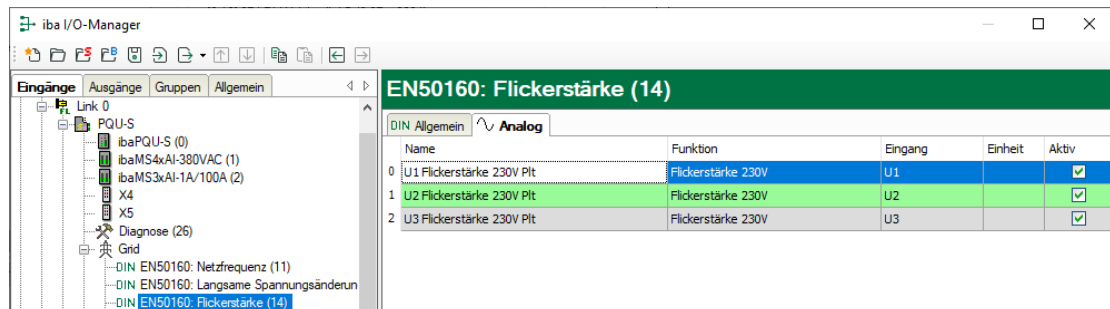 iba I/O-Manager
Eingänge Ausgänge Gruppen Allgemein
Link 0
PQU-S
ibaPQU-S (0)
ibaMS4xAI-380VAC (1)
ibaMS3xAI-1A/100A (2)
X4
X5
Diagnose (26)
Grid
DIN EN50160: Netzfrequenz (11)
DIN EN50160: Langsame Spannungsänderun
DIN EN50160: Flickerstärke (14)
EN50160: Flickerstärke (14)
DIN Allgemein Analog
Name Funktion Eingang Einheit Aktiv
0 U1 Flickerstärke 230V Plt Flickerstärke 230V U1
1 U2 Flickerstärke 230V Plt Flickerstärke 230V U2
2 U3 Flickerstärke 230V Plt Flickerstärke 230V U3